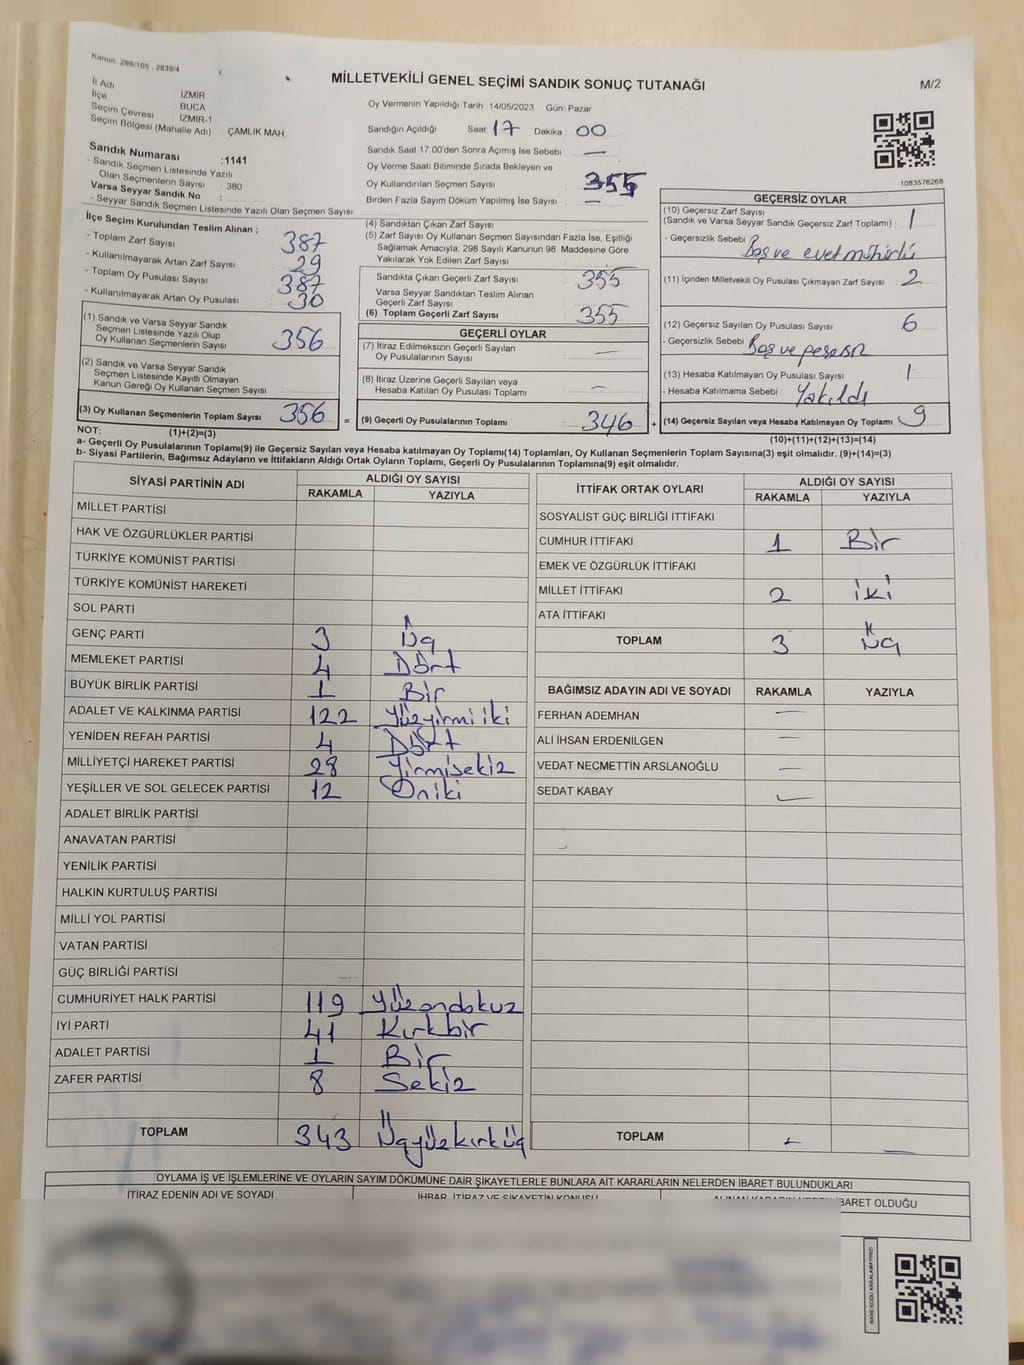 Kanun. 298/105 . 2839/4
MİLLETVEKİLİ GENEL SEÇİMİ SANDIK SONUÇ TUTANAĞI
M/2
İl Adı İZMİR
İlçe : BUCA
Seçim Çevresi : İZMİR-1
Seçim Bölgesi (Mahalle Adı) : ÇAMLIK MAH.
Oy Vermenin Yapıldığı Tarih : 14/05/2023 Gün: Pazar
Sandığın Açıldığı Saat: 17 Dakika : 00
Sandık Saat 17.00'den Sonra Açımış İse Sebebi : —
Oy Verme Saati Bitiminde Sırada Bekleyen ve
Oy Kullandırılan Seçmen Sayısı : 355
Birden Fazla Sayım Döküm Yapılmış İse Sayısı : —
1083576268
Sandık Numarası :1141
- Sandık Seçmen Listesinde Yazılı
Olan Seçmenlerin Sayısı : 380
Varsa Seyyar Sandık No :
- Seyyar Sandık Seçmen Listesinde Yazılı Olan Seçmen Sayısı
İlçe Seçim Kurulundan Teslim Alınan ;
- Toplam Zarf Sayısı : 387
- Kullanılmayarak Artan Zarf Sayısı : 29
- Toplam Oy Pusulası Sayısı : 387
- Kullanılmayarak Artan Oy Pusulası : 30
(1) Sandık ve Varsa Seyyar Sandık
Seçmen Listesinde Yazılı Olup
Oy Kullanan Seçmenlerin Sayısı : 356
(2) Sandık ve Varsa Seyyar Sandık
Seçmen Listesinde Kayıtlı Olmayan
Kanun Gereği Oy Kullanan Seçmen Sayısı :
(3) Oy Kullanan Seçmenlerin Toplam Sayısı : 356
(4) Sandıktan Çıkan Zarf Sayısı :
(5) Zarf Sayısı Oy Kullanan Seçmen Sayısından Fazla İse, Eşitliği
Sağlamak Amacıyla, 298 Sayılı Kanunun 98. Maddesine Göre
Yakılarak Yok Edilen Zarf Sayısı :
Sandıkta Çıkan Geçerli Zarf Sayısı : 355
Varsa Seyyar Sandıktan Teslim Alınan
Geçerli Zarf Sayısı :
(6) Toplam Geçerli Zarf Sayısı : 355
GEÇERLİ OYLAR
(7) İtiraz Edilmeksizin Geçerli Sayılan
Oy Pusulalarının Sayısı : —
(8) İtiraz Üzerine Geçerli Sayılan veya
Hesaba Katılan Oy Pusulası Toplamı : —
= (9) Geçerli Oy Pusulalarının Toplamı : 346 +
GEÇERSİZ OYLAR
(10) Geçersiz Zarf Sayısı
(Sandık ve Varsa Seyyar Sandık Geçersiz Zarf Toplamı) : 1
- Geçersizlik Sebebi : Boş ve evet mühürlü
(11) İçinden Milletvekili Oy Pusulası Çıkmayan Zarf Sayısı : 2
(12) Geçersiz Sayılan Oy Pusulası Sayısı : 6
- Geçersizlik Sebebi : Boş ve
(13) Hesaba Katılmayan Oy Pusulası Sayısı : 1
- Hesaba Katılmama Sebebi : Yakıldı
(14) Geçersiz Sayılan veya Hesaba Katılmayan Oy Toplamı : 9
NOT: (1)+(2)=(3)
(10)+(11)+(12)+(13)=(14)
a- Geçerli Oy Pusulalarının Toplamı(9) ile Geçersiz Sayılan veya Hesaba katılmayan Oy Toplamı(14) Toplamları, Oy Kullanan Seçmenlerin Toplam Sayısına(3) eşit olmalıdır. (9)+(14)=(3)
b- Siyasi Partilerin, Bağımsız Adayların ve İttifakların Aldığı Ortak Oyların Toplamı, Geçerli Oy Pusulalarının Toplamına(9) eşit olmalıdır.
SİYASİ PARTİNİN ADI ALDIĞI OY SAYISI
RAKAMLA YAZIYLA
MİLLET PARTİSİ
HAK VE ÖZGÜRLÜKLER PARTİSİ
TÜRKİYE KOMÜNİST PARTİSİ
TÜRKİYE KOMÜNİST HAREKETİ
SOL PARTİ
GENÇ PARTİ 3 Üç
MEMLEKET PARTİSİ 4 Dört
BÜYÜK BİRLİK PARTİSİ 1 Bir
ADALET VE KALKINMA PARTİSİ 122 Yüzyirmi iki
YENİDEN REFAH PARTİSİ 4 Dört
MİLLİYETÇİ HAREKET PARTİSİ 28 Yirmisekiz
YEŞİLLER VE SOL GELECEK PARTİSİ 12 Oniki
ADALET BİRLİK PARTİSİ
ANAVATAN PARTİSİ
YENİLİK PARTİSİ
HALKIN KURTULUŞ PARTİSİ
MİLLİ YOL PARTİSİ
VATAN PARTİSİ
GÜÇ BİRLİĞİ PARTİSİ
CUMHURİYET HALK PARTİSİ 119 Yüzondokuz
İYİ PARTİ 41 Kırkbir
ADALET PARTİSİ 1 Bir
ZAFER PARTİSİ 8 Sekiz
TOPLAM 343 Üçyüzkırküç
İTTİFAK ORTAK OYLARI ALDIĞI OY SAYISI
RAKAMLA YAZIYLA
SOSYALİST GÜÇ BİRLİĞİ İTTİFAKI
CUMHUR İTTİFAKI 1 Bir
EMEK VE ÖZGÜRLÜK İTTİFAKI
MİLLET İTTİFAKI 2 iki
ATA İTTİFAKI
TOPLAM 3 Üç
BAĞIMSIZ ADAYIN ADI VE SOYADI RAKAMLA YAZIYLA
FERHAN ADEMHAN —
ALİ İHSAN ERDENİLGEN —
VEDAT NECMETTİN ARSLANOĞLU —
SEDAT KABAY —
TOPLAM — —
OYLAMA İŞ VE İŞLEMLERİNE VE OYLARIN SAYIM DÖKÜMÜNE DAİR ŞİKAYETLERLE BUNLARA AİT KARARLARIN NELERDEN İBARET BULUNDUKLARI
İTİRAZ EDENİN ADI VE SOYADI İHBAR, İTİRAZ VE ŞİKAYETİN KONUSU ALINAN KARARIN NEDEN İBARET OLDUĞU
KARE KODU KARALAMAYINIZ!